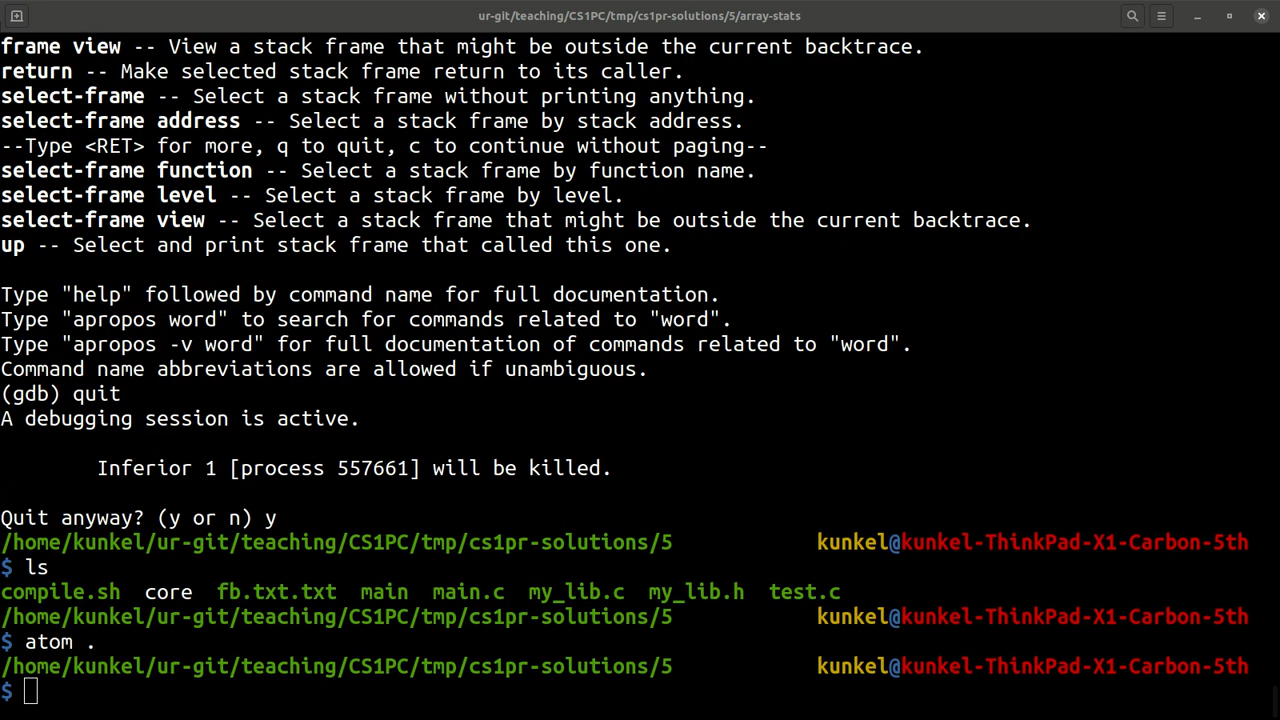 ur-git/teaching/CS1PC/tmp/cs1pr-solutions/5/array-stats
frame view -- View a stack frame that might be outside the current backtrace.
return -- Make selected stack frame return to its caller.
select-frame -- Select a stack frame without printing anything.
select-frame address -- Select a stack frame by stack address.
--Type <RET> for more, q to quit, c to continue without paging--
select-frame function -- Select a stack frame by function name.
select-frame level -- Select a stack frame by level.
select-frame view -- Select a stack frame that might be outside the current backtrace.
up -- Select and print stack frame that called this one.
Type "help" followed by command name for full documentation.
Type "apropos word" to search for commands related to "word".
Type "apropos -v word" for full documentation of commands related to "word".
Command name abbreviations are allowed if unambiguous.
(gdb) quit
A debugging session is active.
Inferior 1 [process 557661] will be killed.
Quit anyway? (y or n) y
/home/kunkel/ur-git/teaching/CS1PC/tmp/cs1pr-solutions/5 kunkel@kunkel-ThinkPad-X1-Carbon-5th
$ ls
compile.sh core fb.txt.txt main main.c my_lib.c my_lib.h test.c
/home/kunkel/ur-git/teaching/CS1PC/tmp/cs1pr-solutions/5 kunkel@kunkel-ThinkPad-X1-Carbon-5th
$ atom .
/home/kunkel/ur-git/teaching/CS1PC/tmp/cs1pr-solutions/5 kunkel@kunkel-ThinkPad-X1-Carbon-5th
$